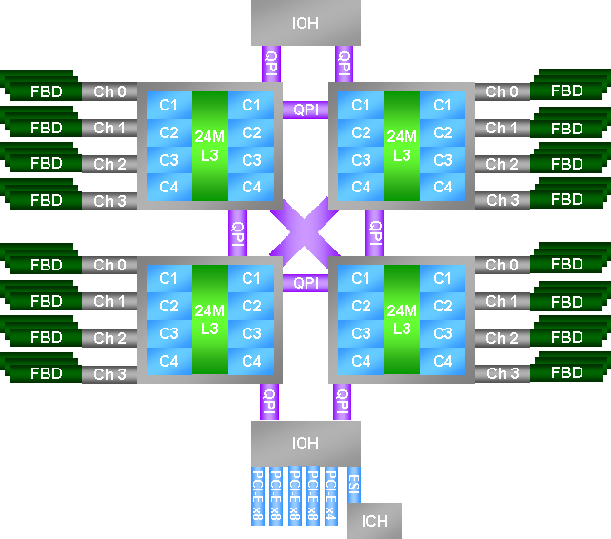 IOH
QPI QPI
FBD Ch 0 Ch 0 FBD
C1 C1 QPI C1 C1
FBD Ch 1 C2 24M C2 C2 24M C2 Ch 1 FBD
FBD Ch 2 C3 L3 C3 C3 L3 C3 Ch 2 FBD
C4 C4 C4 C4
FBD Ch 3 Ch 3 FBD
QPI QPI
FBD Ch 0 Ch 0 FBD
C1 C1 QPI C1 C1
FBD Ch 1 C2 24M C2 C2 24M C2 Ch 1 FBD
FBD Ch 2 C3 L3 C3 C3 L3 C3 Ch 2 FBD
C4 C4 C4 C4
FBD Ch 3 Ch 3 FBD
QPI QPI
IOH
PCI-E x8
PCI-E x8
PCI-E x8
PCI-E x8
PCI-E x4
ESI
ICH